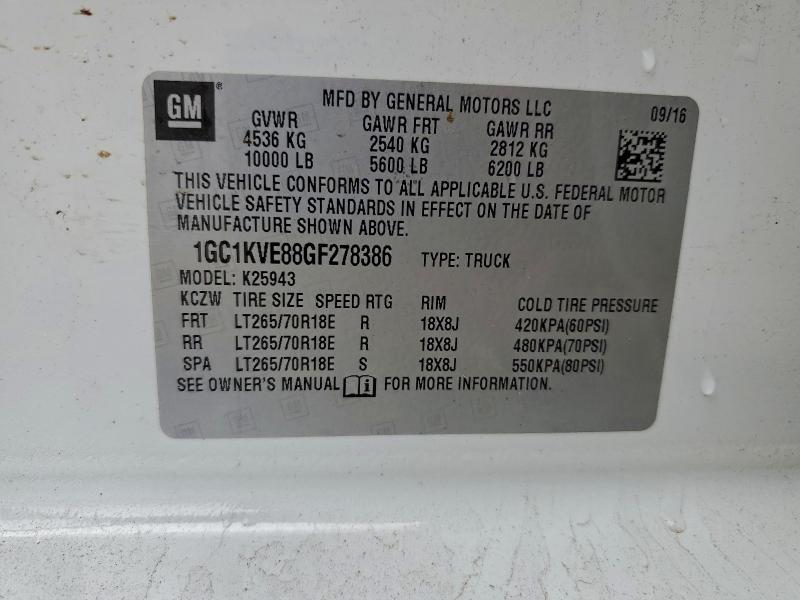 GM
MFD BY GENERAL MOTORS LLC 09/16
GVWR GAWR FRT GAWR RR
4536 KG 2540 KG 2812 KG
10000 LB 5600 LB 6200 LB
THIS VEHICLE CONFORMS TO ALL APPLICABLE U.S. FEDERAL MOTOR
VEHICLE SAFETY STANDARDS IN EFFECT ON THE DATE OF
MANUFACTURE SHOWN ABOVE.
1GC1KVE88GF278386 TYPE: TRUCK
MODEL: K25943
KCZW TIRE SIZE SPEED RTG RIM COLD TIRE PRESSURE
FRT LT265/70R18E R 18X8J 420KPA(60PSI)
RR LT265/70R18E R 18X8J 480KPA(70PSI)
SPA LT265/70R18E S 18X8J 550KPA(80PSI)
SEE OWNER'S MANUAL FOR MORE INFORMATION.